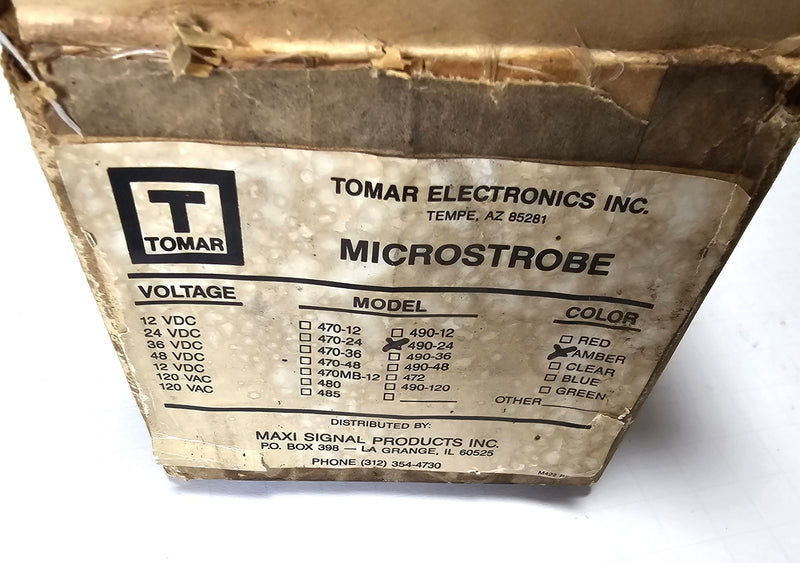 T
TOMAR
TOMAR ELECTRONICS INC.
TEMPE, AZ 85281
MICROSTROBE
VOLTAGE MODEL COLOR
12 VDC ☐ 470-12 ☐ 490-12 ☐ RED
24 VDC ☐ 470-24 ☒ 490-24 ☒ AMBER
36 VDC ☐ 470-36 ☐ 490-36 ☐ CLEAR
48 VDC ☐ 470-48 ☐ 490-48 ☐ BLUE
12 VDC ☐ 470MB-12 ☐ 472 ☐ GREEN
120 VAC ☐ 480 ☐ 490-120 OTHER______
120 VAC ☐ 485 ☐ ______
DISTRIBUTED BY:
MAXI SIGNAL PRODUCTS INC.
P.O. BOX 398 — LA GRANGE, IL 60525
PHONE (312) 354-4730